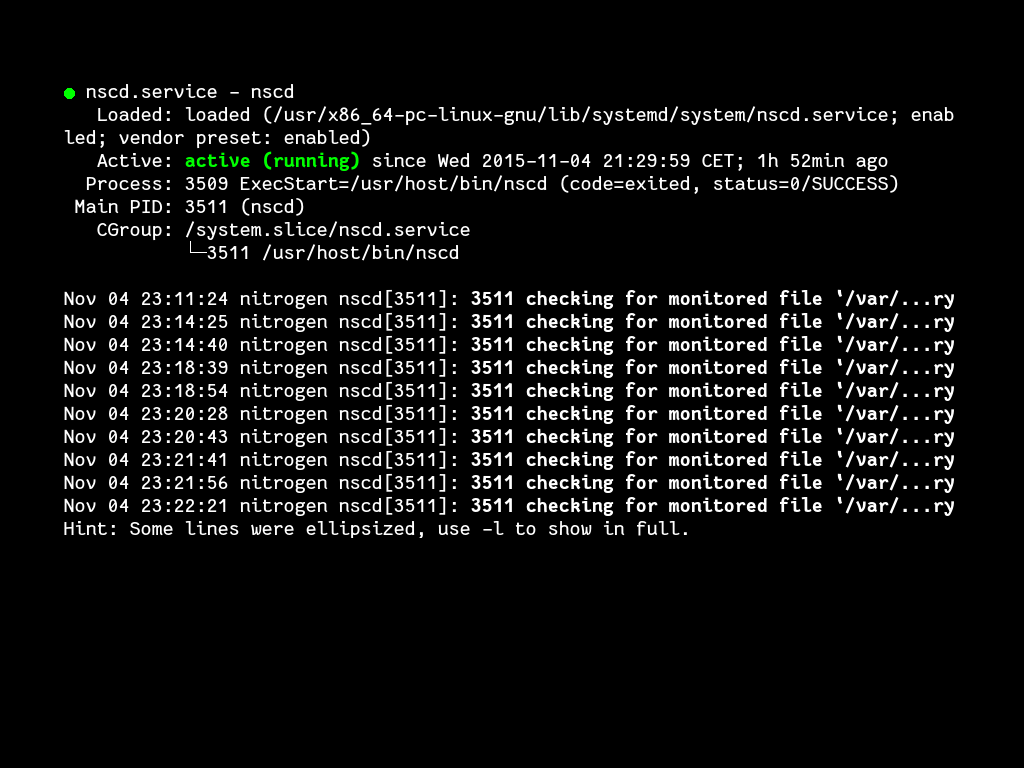 ● nscd.service - nscd
   Loaded: loaded (/usr/x86_64-pc-linux-gnu/lib/systemd/system/nscd.service; enab
led; vendor preset: enabled)
   Active: active (running) since Wed 2015-11-04 21:29:59 CET; 1h 52min ago
  Process: 3509 ExecStart=/usr/host/bin/nscd (code=exited, status=0/SUCCESS)
 Main PID: 3511 (nscd)
   CGroup: /system.slice/nscd.service
           └─3511 /usr/host/bin/nscd

Nov 04 23:11:24 nitrogen nscd[3511]: 3511 checking for monitored file `/var/...ry
Nov 04 23:14:25 nitrogen nscd[3511]: 3511 checking for monitored file `/var/...ry
Nov 04 23:14:40 nitrogen nscd[3511]: 3511 checking for monitored file `/var/...ry
Nov 04 23:18:39 nitrogen nscd[3511]: 3511 checking for monitored file `/var/...ry
Nov 04 23:18:54 nitrogen nscd[3511]: 3511 checking for monitored file `/var/...ry
Nov 04 23:20:28 nitrogen nscd[3511]: 3511 checking for monitored file `/var/...ry
Nov 04 23:20:43 nitrogen nscd[3511]: 3511 checking for monitored file `/var/...ry
Nov 04 23:21:41 nitrogen nscd[3511]: 3511 checking for monitored file `/var/...ry
Nov 04 23:21:56 nitrogen nscd[3511]: 3511 checking for monitored file `/var/...ry
Nov 04 23:22:21 nitrogen nscd[3511]: 3511 checking for monitored file `/var/...ry
Hint: Some lines were ellipsized, use -l to show in full.